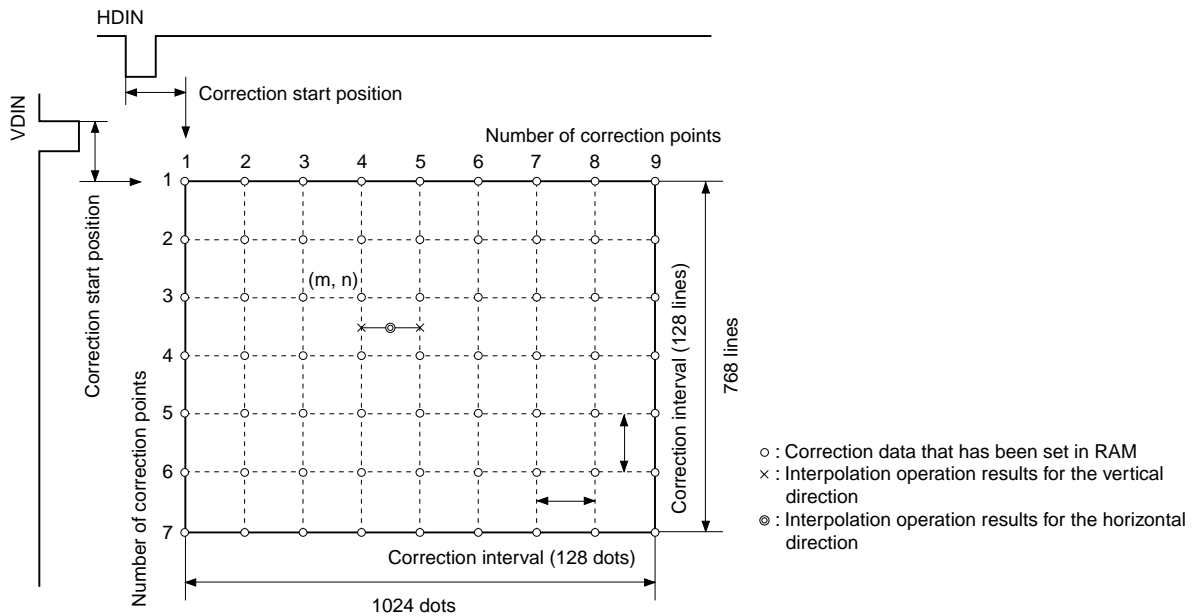 HDIN
Correction start position
VDIN
Correction start position
Number of correction points
1 2 3 4 5 6 7 8 9
1
2
(m, n)
3
4
5
6
7
Number of correction points
Correction interval (128 lines)
768 lines
Correction interval (128 dots)
1024 dots
: Correction data that has been set in RAM
: Interpolation operation results for the vertical
direction
: Interpolation operation results for the horizontal
direction